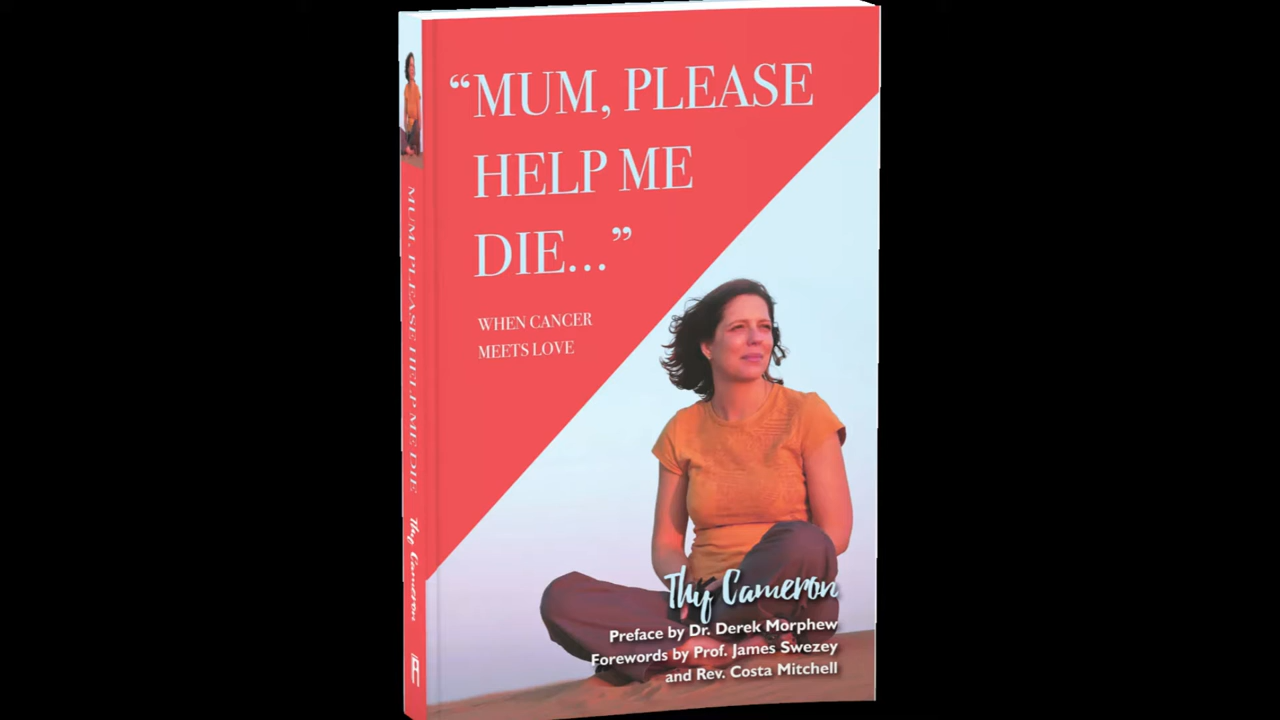 “MUM, PLEASE
HELP ME
DIE...”
WHEN CANCER
MEETS LOVE
Thy Cameron
Preface by Dr. Derek Morphew
Forewords by Prof. James Swezey
and Rev. Costa Mitchell
MUM, PLEASE HELP ME DIE
Thy Cameron